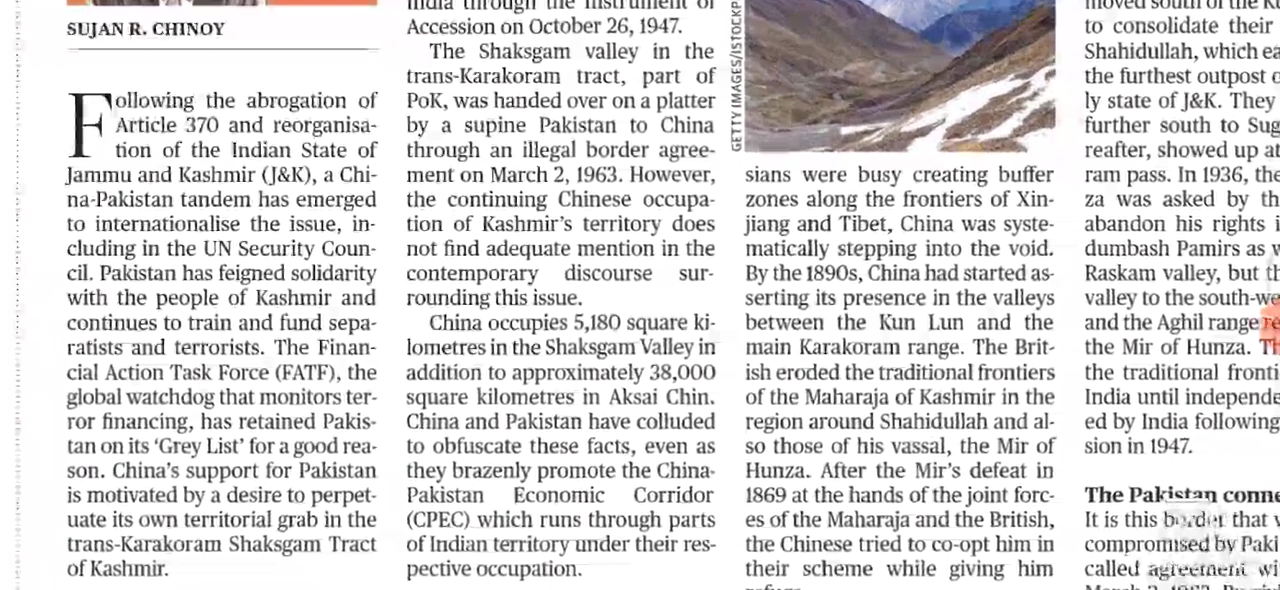 SUJAN R. CHINOY
Following the abrogation of
Article 370 and reorganisa-
tion of the Indian State of
Jammu and Kashmir (J&K), a Chi-
na-Pakistan tandem has emerged
to internationalise the issue, in-
cluding in the UN Security Coun-
cil. Pakistan has feigned solidarity
with the people of Kashmir and
continues to train and fund sepa-
ratists and terrorists. The Finan-
cial Action Task Force (FATF), the
global watchdog that monitors ter-
ror financing, has retained Pakis-
tan on its ‘Grey List’ for a good rea-
son. China’s support for Pakistan
is motivated by a desire to perpet-
uate its own territorial grab in the
trans-Karakoram Shaksgam Tract
of Kashmir.
India through the Instrument of
Accession on October 26, 1947.
The Shaksgam valley in the
trans-Karakoram tract, part of
PoK, was handed over on a platter
by a supine Pakistan to China
through an illegal border agree-
ment on March 2, 1963. However,
the continuing Chinese occupa-
tion of Kashmir’s territory does
not find adequate mention in the
contemporary discourse sur-
rounding this issue.
China occupies 5,180 square ki-
lometres in the Shaksgam Valley in
addition to approximately 38,000
square kilometres in Aksai Chin.
China and Pakistan have colluded
to obfuscate these facts, even as
they brazenly promote the China-
Pakistan Economic Corridor
(CPEC) which runs through parts
of Indian territory under their res-
pective occupation.
GETTY IMAGES/ISTOCKP
sians were busy creating buffer
zones along the frontiers of Xin-
jiang and Tibet, China was syste-
matically stepping into the void.
By the 1890s, China had started as-
serting its presence in the valleys
between the Kun Lun and the
main Karakoram range. The Brit-
ish eroded the traditional frontiers
of the Maharaja of Kashmir in the
region around Shahidullah and al-
so those of his vassal, the Mir of
Hunza. After the Mir’s defeat in
1869 at the hands of the joint forc-
es of the Maharaja and the British,
the Chinese tried to co-opt him in
their scheme while giving him
moved south of the
to consolidate their
Shahidullah, which ea
the furthest outpost
ly state of J&K. They
further south to Sug
reafter, showed up at
ram pass. In 1936, the
za was asked by th
abandon his rights
dumbash Pamirs as
Raskam valley, but th
valley to the south-we
and the Aghil range re
the Mir of Hunza.
the traditional fronti
India until independe
ed by India following
sion in 1947.
The Pakistan conne
It is this border that
compromised by Paki
called agreement wi